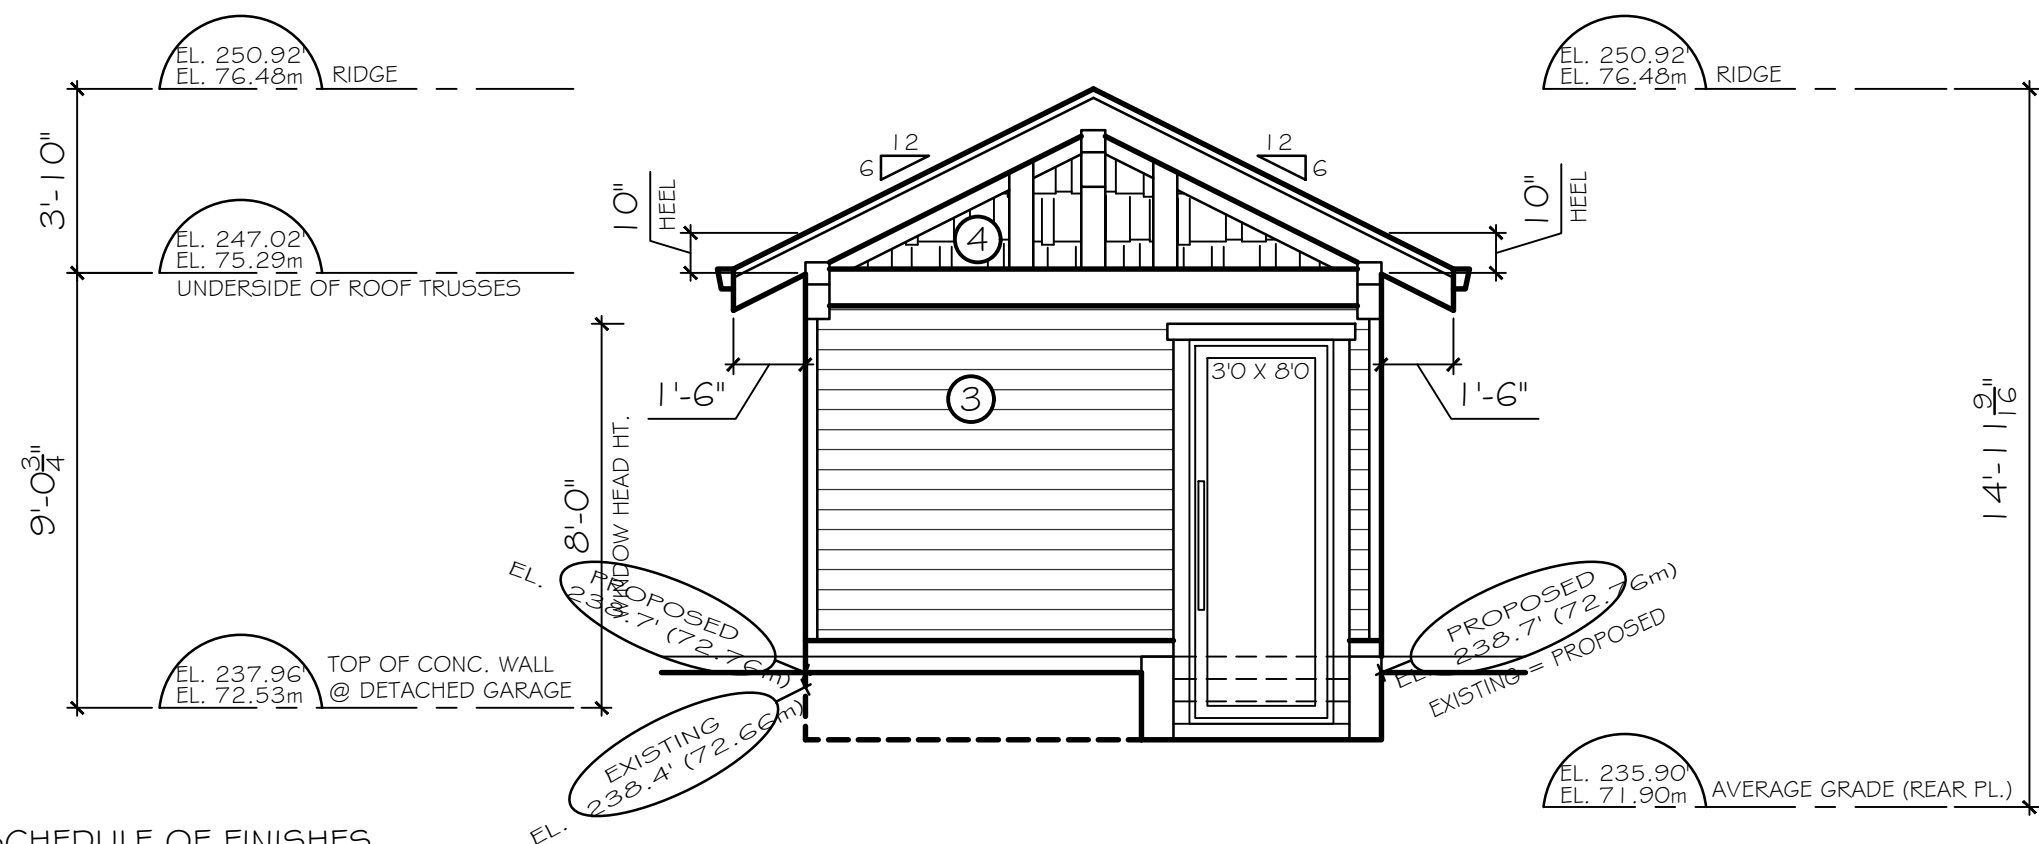 EL. 250.92'
EL. 76.48m
RIDGE
EL. 250.92'
EL. 76.48m
RIDGE
3'-10"
12
6
12
6
10"
HEEL
10"
HEEL
EL. 247.02'
EL. 75.29m
UNDERSIDE OF ROOF TRUSSES
4
3'0 X 8'0
1'-6"
3
1'-6"
9'-0 3/4"
8'-0"
WINDOW HEAD HT.
14'-11 9/16"
PROPOSED
EL. 238.7' (72.76m)
PROPOSED
EL. 238.7' (72.76m)
EXISTING = PROPOSED
EL. 237.96'
EL. 72.53m
TOP OF CONC. WALL
@ DETACHED GARAGE
EXISTING
EL. 238.4' (72.66m)
EL. 235.90'
EL. 71.90m
AVERAGE GRADE (REAR PL.)
SCHEDULE OF FINISHES